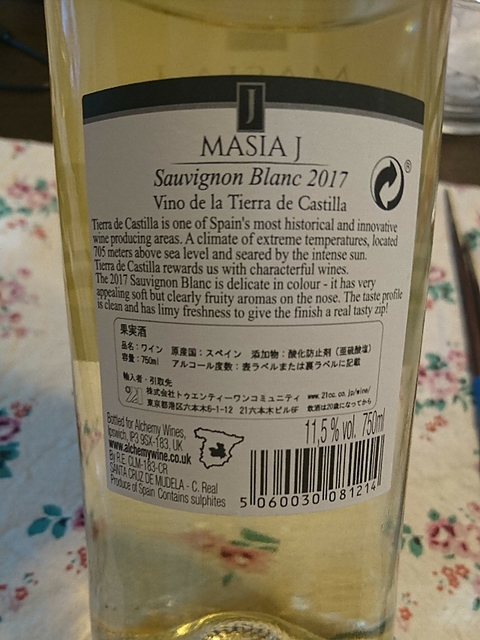 J
MASIA J
Sauvignon Blanc 2017
Vino de la Tierra de Castilla
®
Tierra de Castilla is one of Spain's most historical and innovative
wine producing areas. A climate of extreme temperatures, located
705 meters above sea level and seared by the intense sun.
Tierra de Castilla rewards us with characterful wines.
The 2017 Sauvignon Blanc is delicate in colour - it has very
appealing soft but clearly fruity aromas on the nose. The taste profile
is clean and has limy freshness to give the finish a real tasty zip!
果実酒
品名:ワイン 原産国:スペイン 添加物:酸化防止剤(亜硫酸塩)
容量:750ml アルコール度数:表ラベルまたは裏ラベルに記載
輸入者・引取先
21 株式会社トゥエンティーワンコミュニティ www.21cc.co.jp/wine/
東京都港区六本木6-1-12 21六本木ビル6F 飲酒は20歳になってから
Bottled for Alchemy Wines,
Ipswich, IP3 9SX-183, UK
www.alchemywine.co.uk
By R.E. CLM-183-CR
SANTA CRUZ DE MUDELA - C. Real
Produce of Spain Contains sulphites
11,5 % vol. 750ml
5 060030 081214